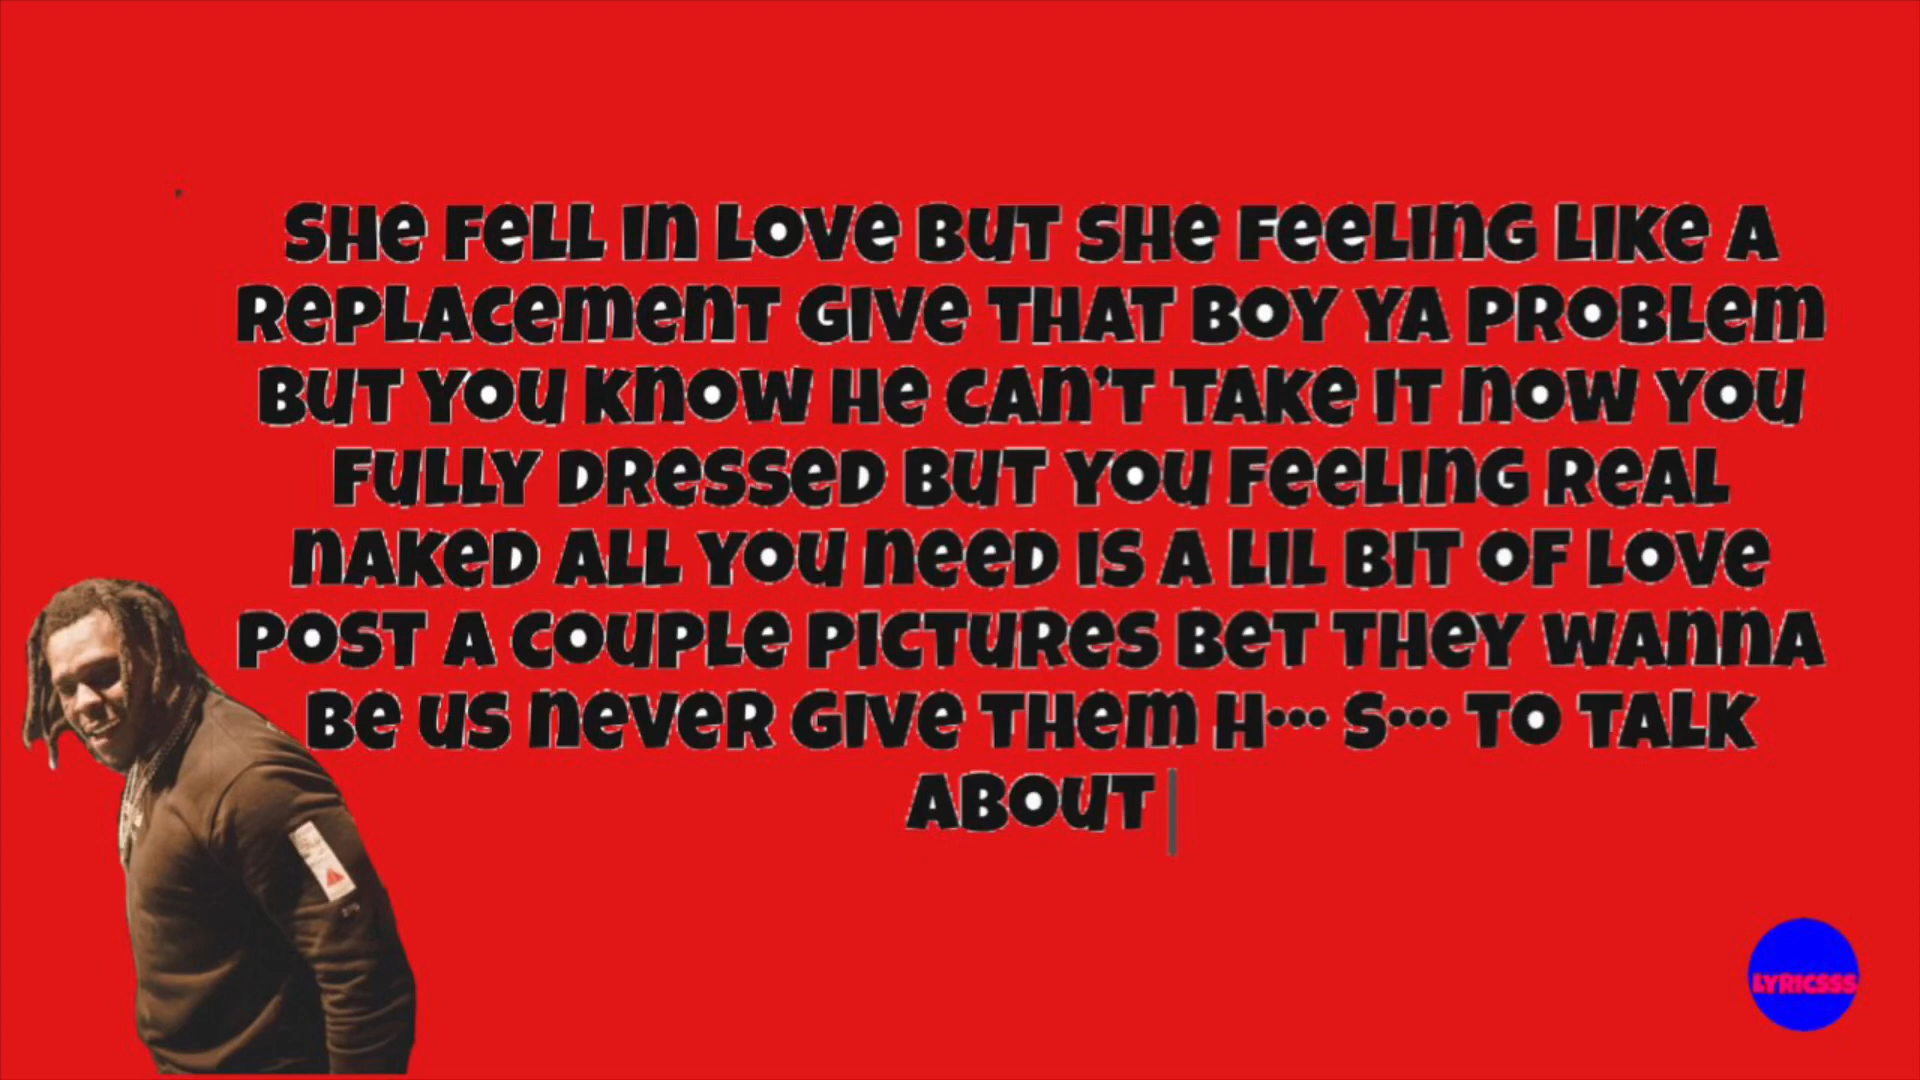 SHe FeLL In LOVe BUT SHe FeeLInG LIKe A
RePLACemenT GIVe THAT BOY YA PROBLem
BUT YOU KnOW He CAn'T TAKe IT nOW YOU
FULLY DResseD BUT YOU FeeLInG ReAL
nAKeD ALL YOU neeD IS A LIL BIT OF LOVe
POST A COUPLe PICTURes BeT THeY WAnnA
Be US neVeR GIVe THem H... S... TO TALK
ABOUT
LYRICSSS